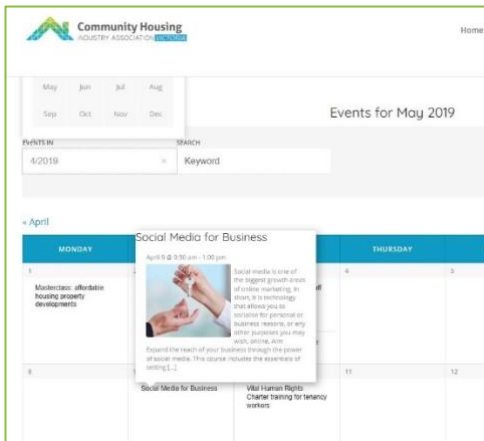 Community Housing
INDUSTRY ASSOCIATION VICTORIA
Home
May Jun Jul Aug
Sep Oct Nov Dec
Events for May 2019
EVENTS IN
SEARCH
4/2019 ×
Keyword
« April
MONDAY
THURSDAY
Social Media for Business
April 9 @ 9:30 am - 1:00 pm
Social media is one of
the biggest growth areas
of online marketing. In
short, it is technology
that allows you to
socialise for personal or
business reasons, or any
other purposes you may
wish, online. Aim
Expand the reach of your business through the power
of social media. This course includes the essentials of
setting [...]
1
4
5
Masterclass: affordable
housing property
developments
8
11
12
Social Media for Business
Vital Human Rights
Charter training for tenancy
workers